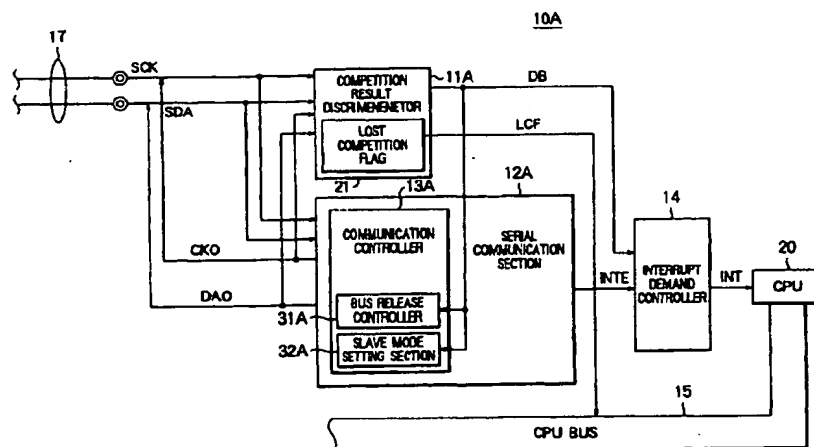 10A
17
SCK
SDA
COMPETITION
RESULT
DISCRIMENENETOR
11A
DB
LOST
COMPETITION
FLAG
LCF
21
13A
12A
14
COMMUNICATION
CONTROLLER
SERIAL
COMMUNICATION
SECTION
CKO
DAO
INTE
INTERRUPT
DEMAND
CONTROLLER
INT
20
CPU
31A
BUS RELEASE
CONTROLLER
32A
SLAVE MODE
SETTING SECTION
15
CPU BUS